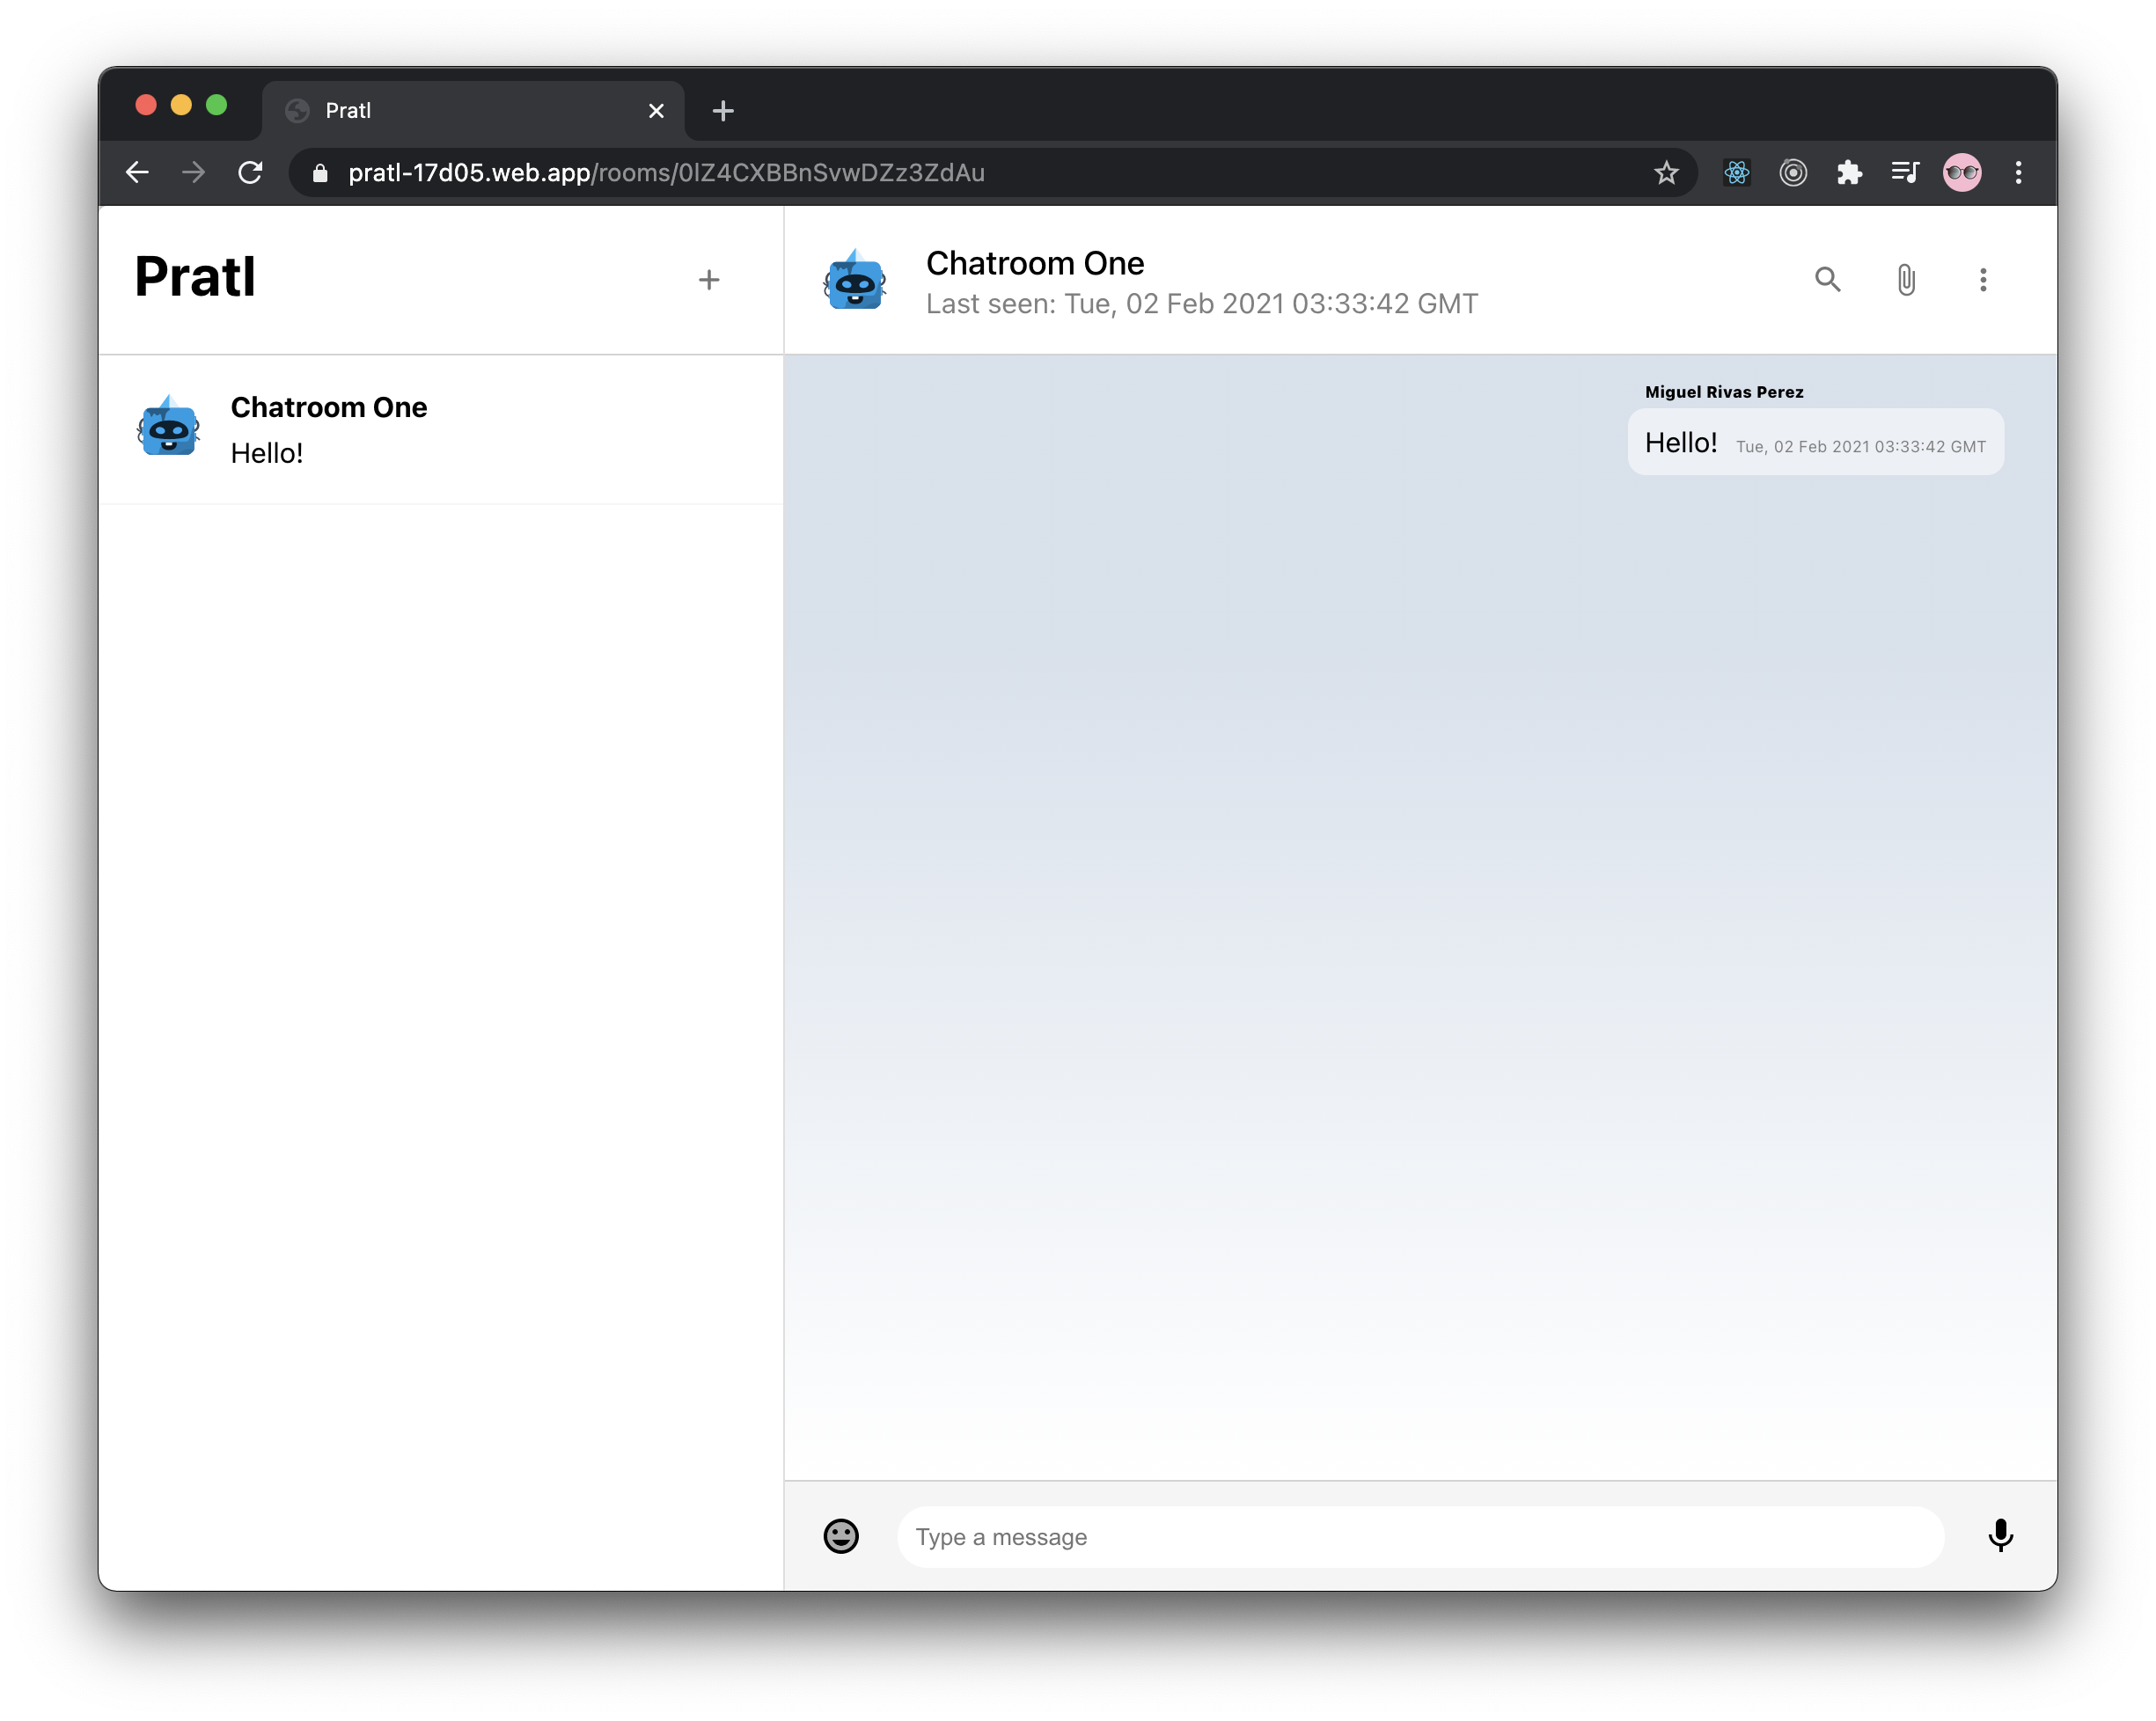 Pratl
pratl-17d05.web.app/rooms/0lZ4CXBBnSvwDZz3ZdAu
Pratl
Chatroom One
Last seen: Tue, 02 Feb 2021 03:33:42 GMT
Chatroom One
Hello!
Miguel Rivas Perez
Hello! Tue, 02 Feb 2021 03:33:42 GMT
Type a message